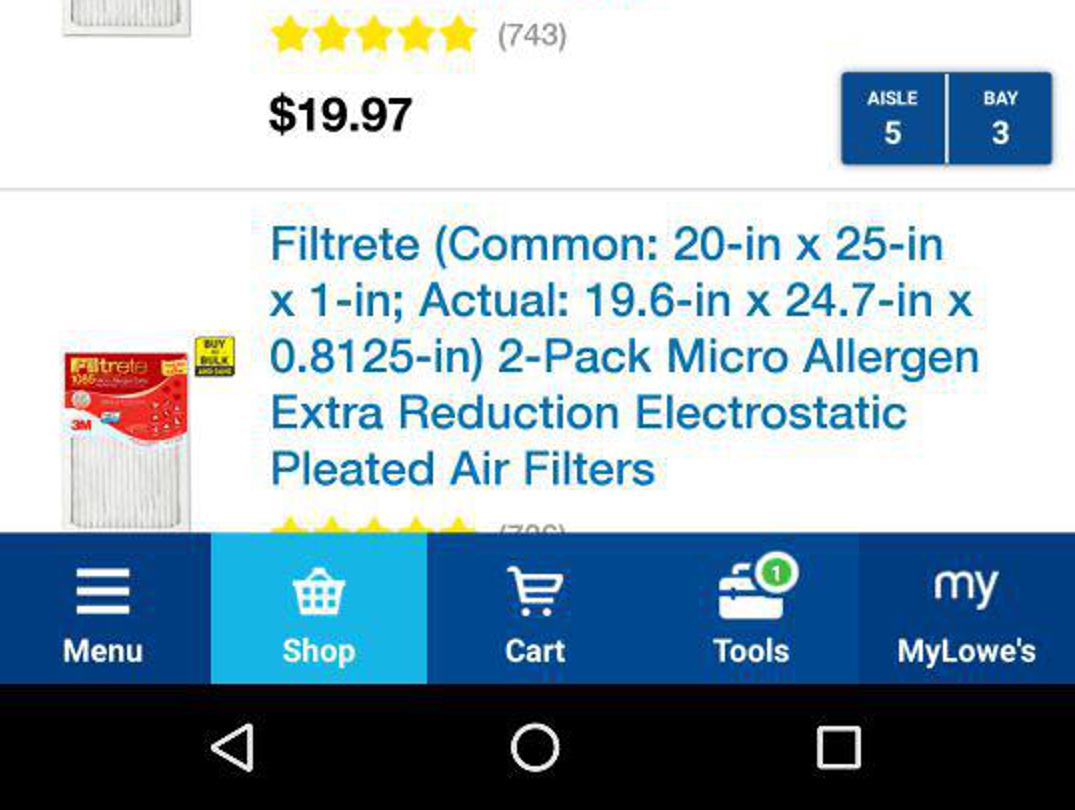 (743)
$19.97
AISLE BAY
5 3
Filtrete (Common: 20-in x 25-in
x 1-in; Actual: 19.6-in x 24.7-in x
0.8125-in) 2-Pack Micro Allergen
Extra Reduction Electrostatic
Pleated Air Filters
BUY
BULK
AND SAVE
Filtrete
3M
1
my
Menu Shop Cart Tools MyLowe's